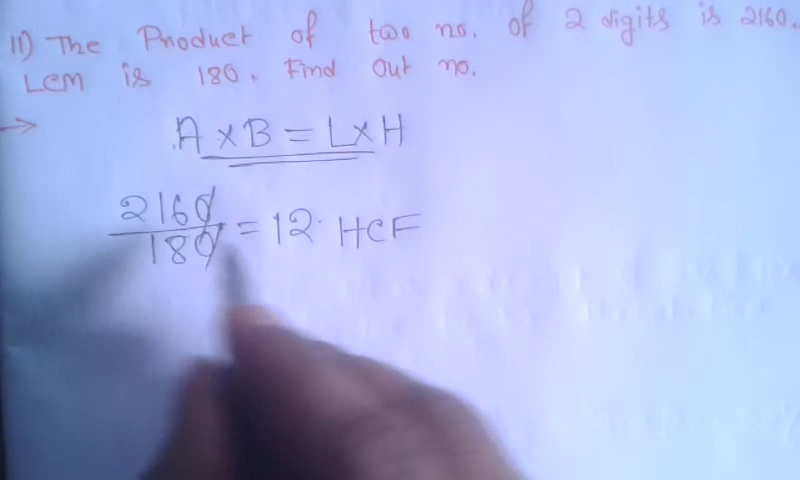 11) The Product of two no. of 2 digits is 2160.
LCM is 180. Find Out no.
→ A × B = L × H
2160
180 = 12. HCF